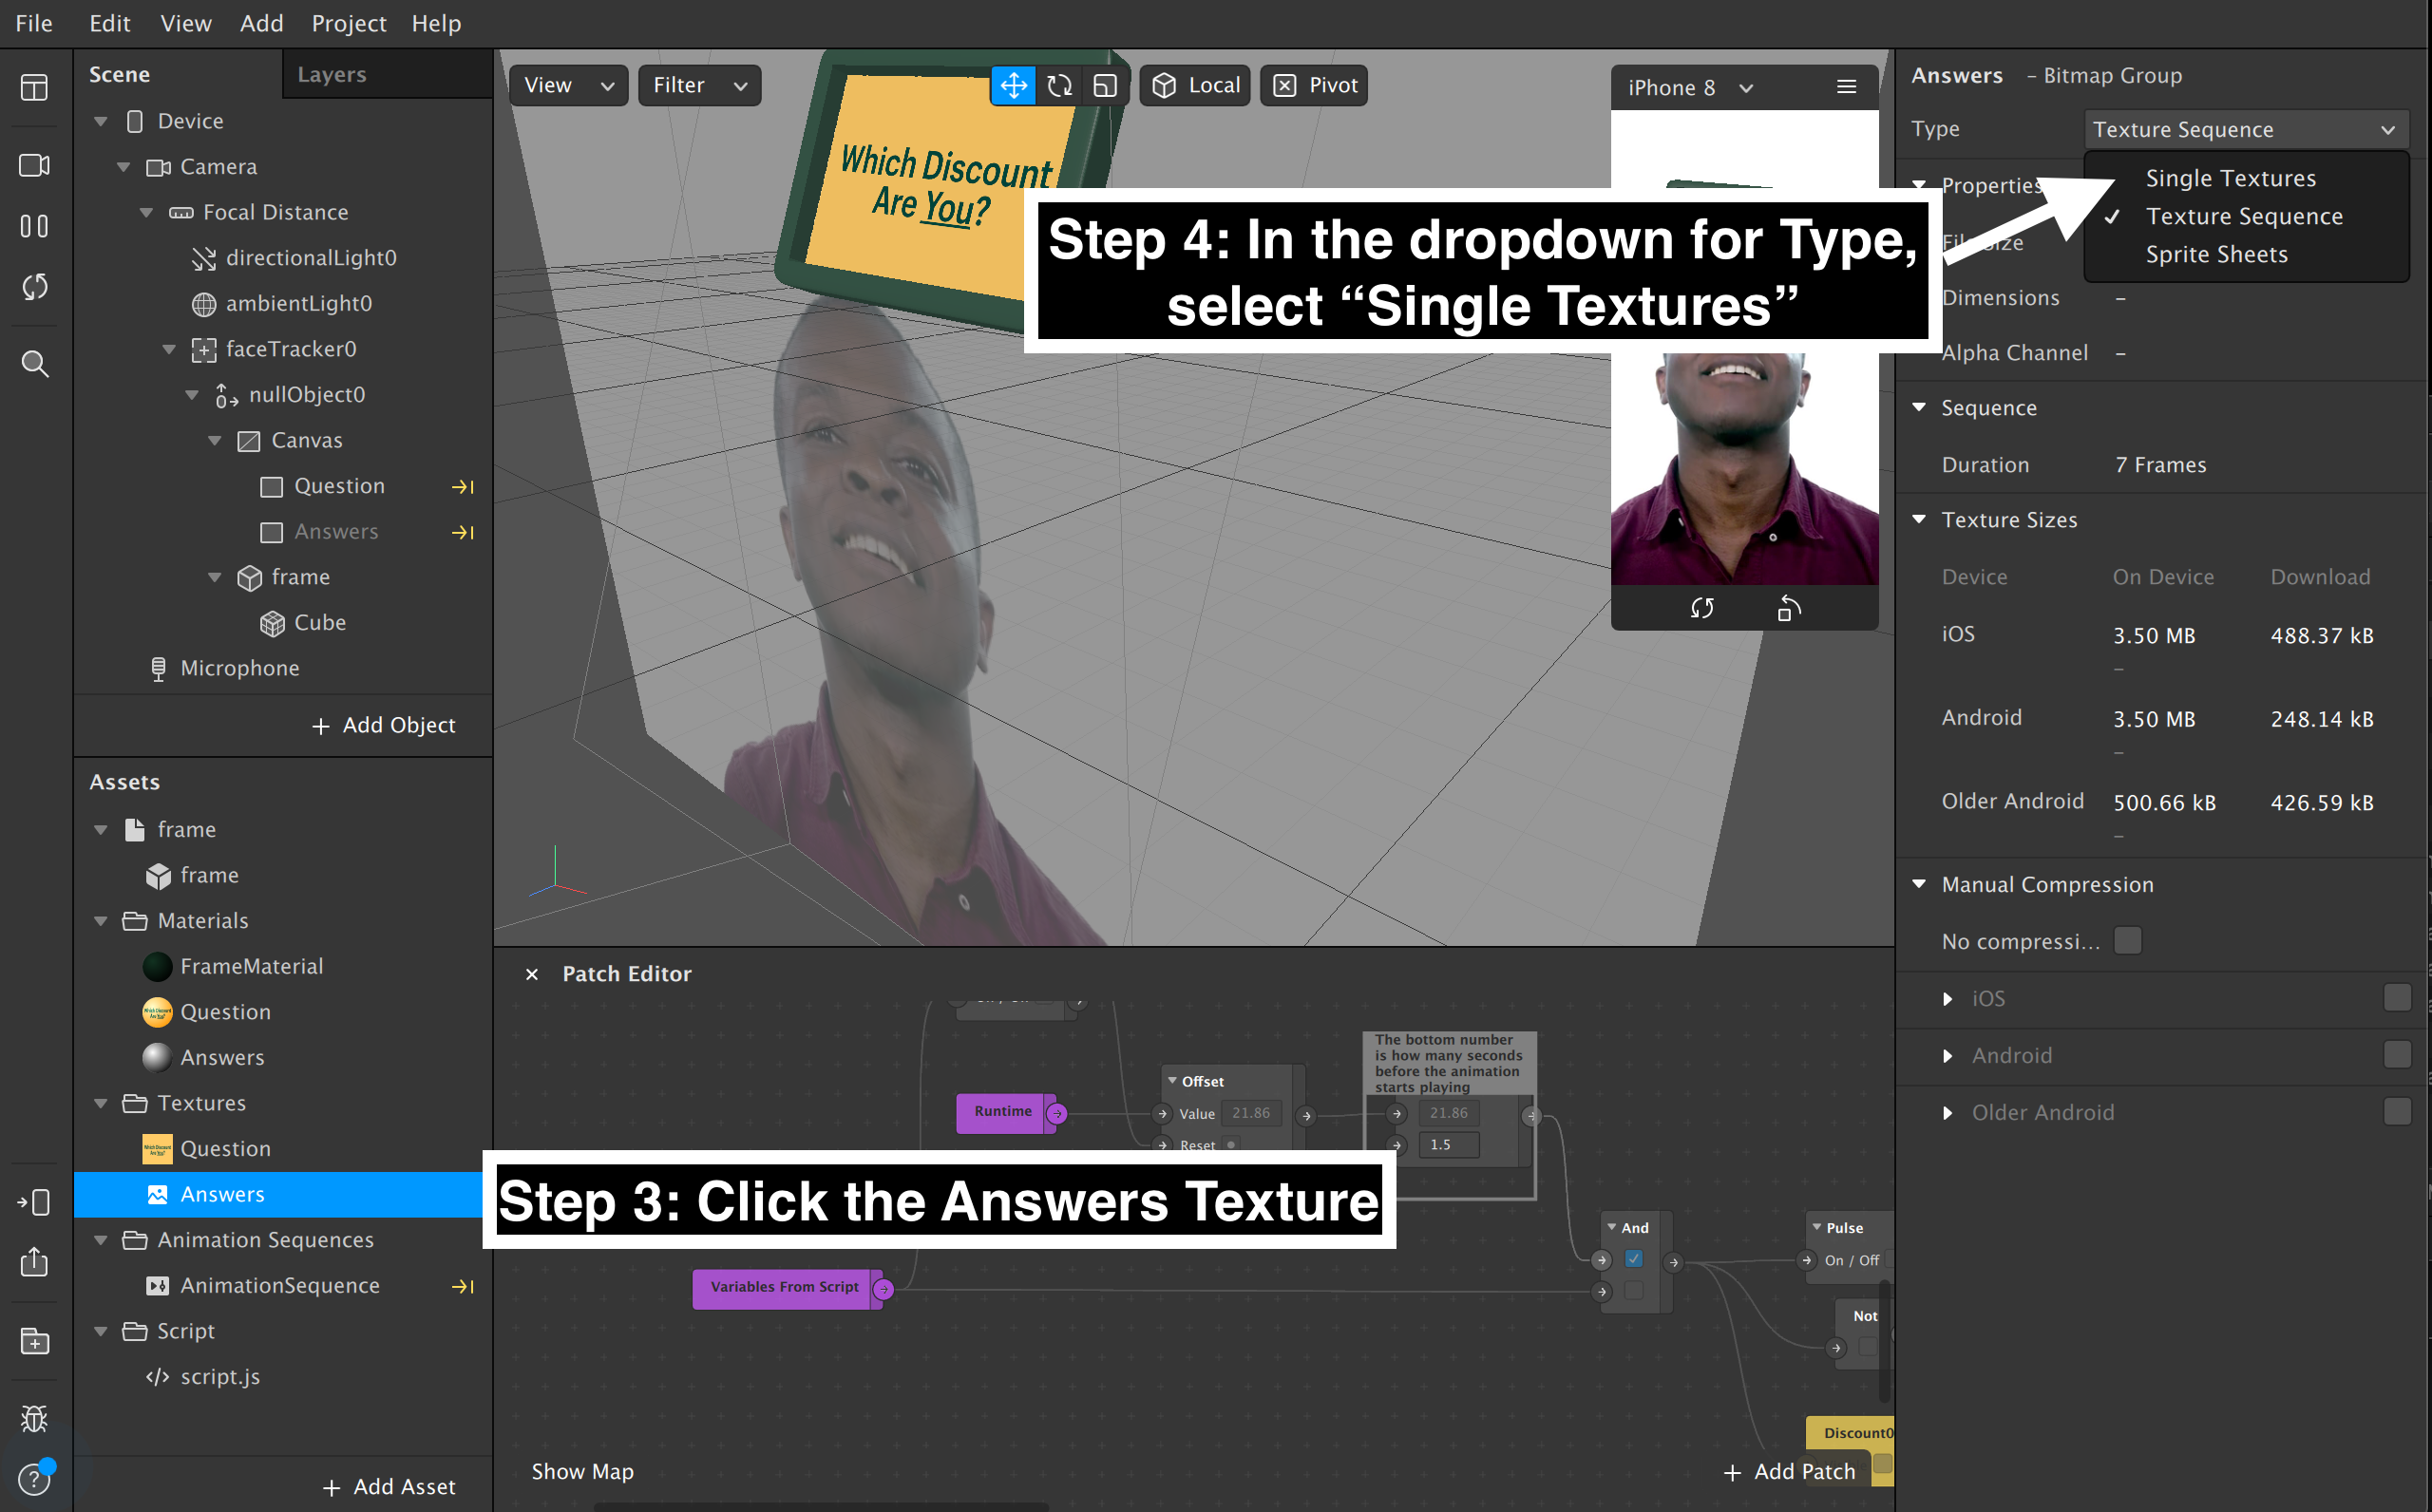 File Edit View Add Project Help
Scene Layers
Device
Camera
Focal Distance
directionalLight0
ambientLight0
faceTracker0
nullObject0
Canvas
Question
Answers
frame
Cube
Microphone
+ Add Object
Assets
frame
frame
Materials
FrameMaterial
Question
Answers
Textures
Question
Answers
Animation Sequences
AnimationSequence
Script
script.js
+ Add Asset
View Filter Local Pivot
Which Discount
Are You?
iPhone 8
Step 4: In the dropdown for Type,
select “Single Textures”
Patch Editor
Runtime
Offset
Value 21.86
Reset
The bottom number
is how many seconds
before the animation
starts playing
21.86
1.5
Step 3: Click the Answers Texture
Variables From Script
And
Pulse
On / Off
Not
Discount0
Show Map
+ Add Patch
Answers – Bitmap Group
Type Texture Sequence
Single Textures
Texture Sequence
Sprite Sheets
Properties
File Size
Dimensions –
Alpha Channel –
Sequence
Duration 7 Frames
Texture Sizes
Device On Device Download
iOS 3.50 MB 488.37 kB
–
Android 3.50 MB 248.14 kB
–
Older Android 500.66 kB 426.59 kB
–
Manual Compression
No compressi...
iOS
Android
Older Android